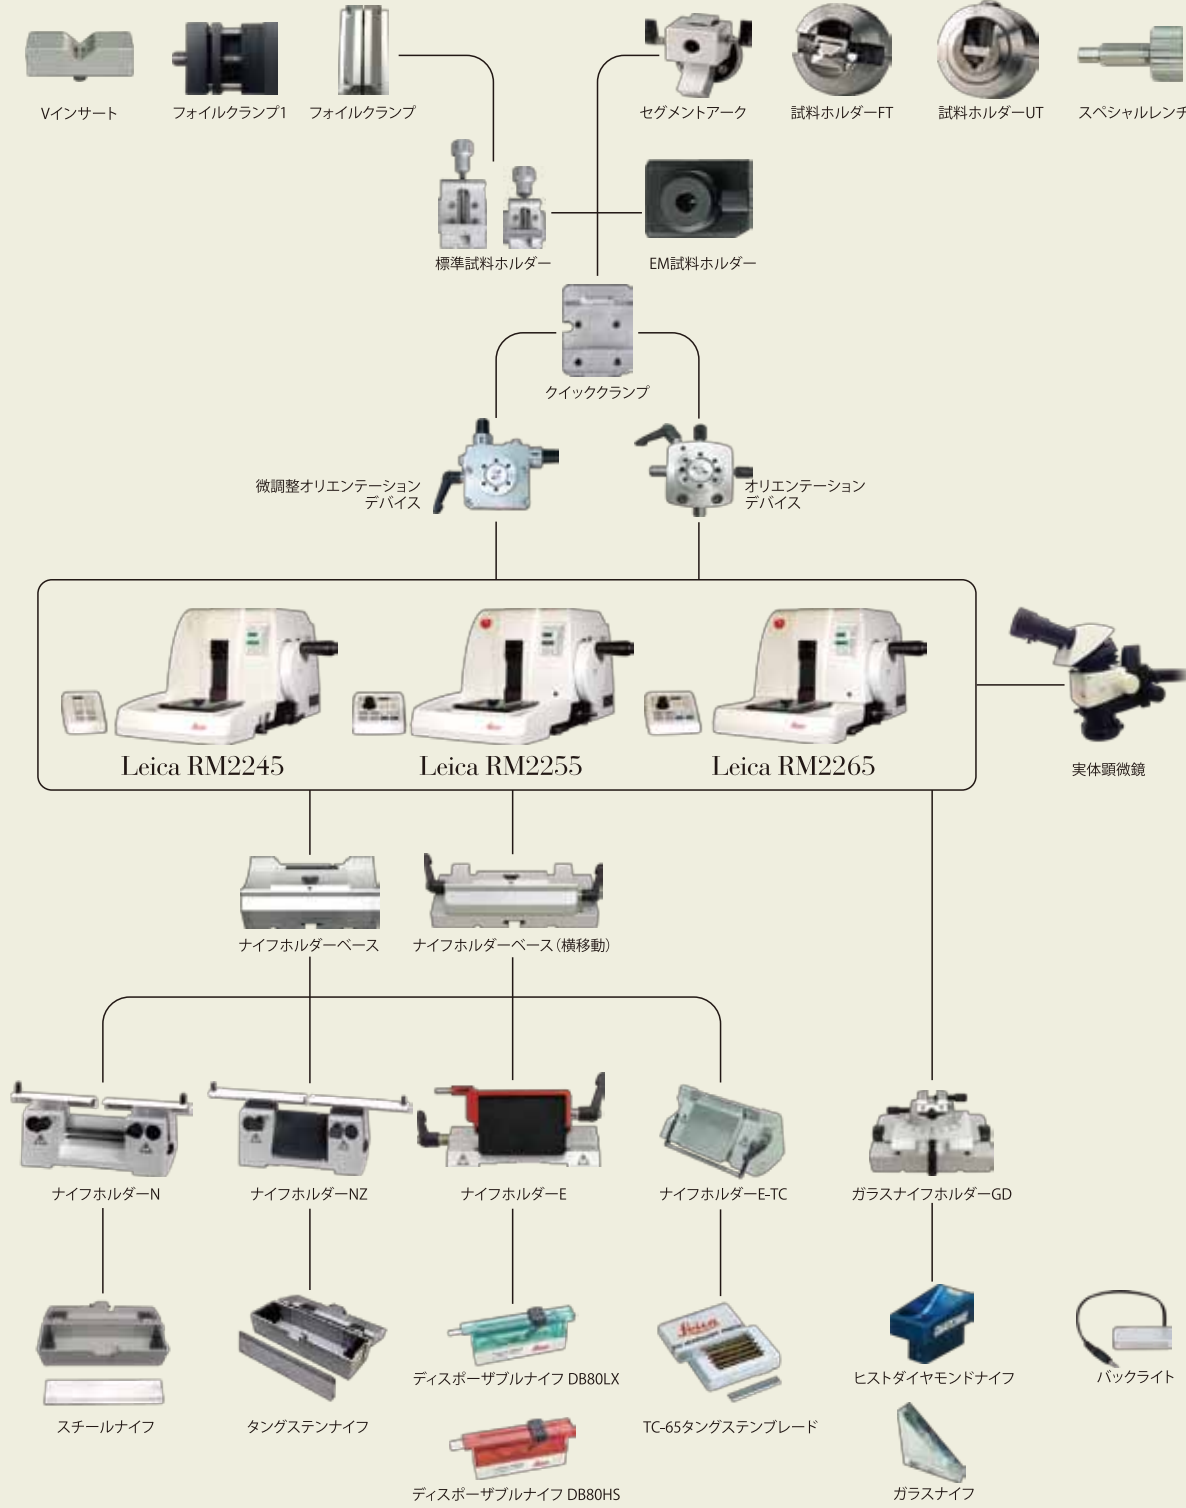 Vインサート
フォイルクランプ1
フォイルクランプ
セグメントアーク
試料ホルダーFT
試料ホルダーUT
スペシャルレンチ
標準試料ホルダー
EM試料ホルダー
クイッククランプ
微調整オリエンテーション
デバイス
オリエンテーション
デバイス
Leica RM2245
Leica RM2255
Leica RM2265
実体顕微鏡
ナイフホルダーベース
ナイフホルダーベース（横移動）
ナイフホルダーN
ナイフホルダーNZ
ナイフホルダーE
ナイフホルダーE-TC
ガラスナイフホルダーGD
スチールナイフ
タングステンナイフ
ディスポーザブルナイフ DB80LX
ディスポーザブルナイフ DB80HS
Leica
TC-65タングステンブレード
ヒストダイヤモンドナイフ
ガラスナイフ
バックライト